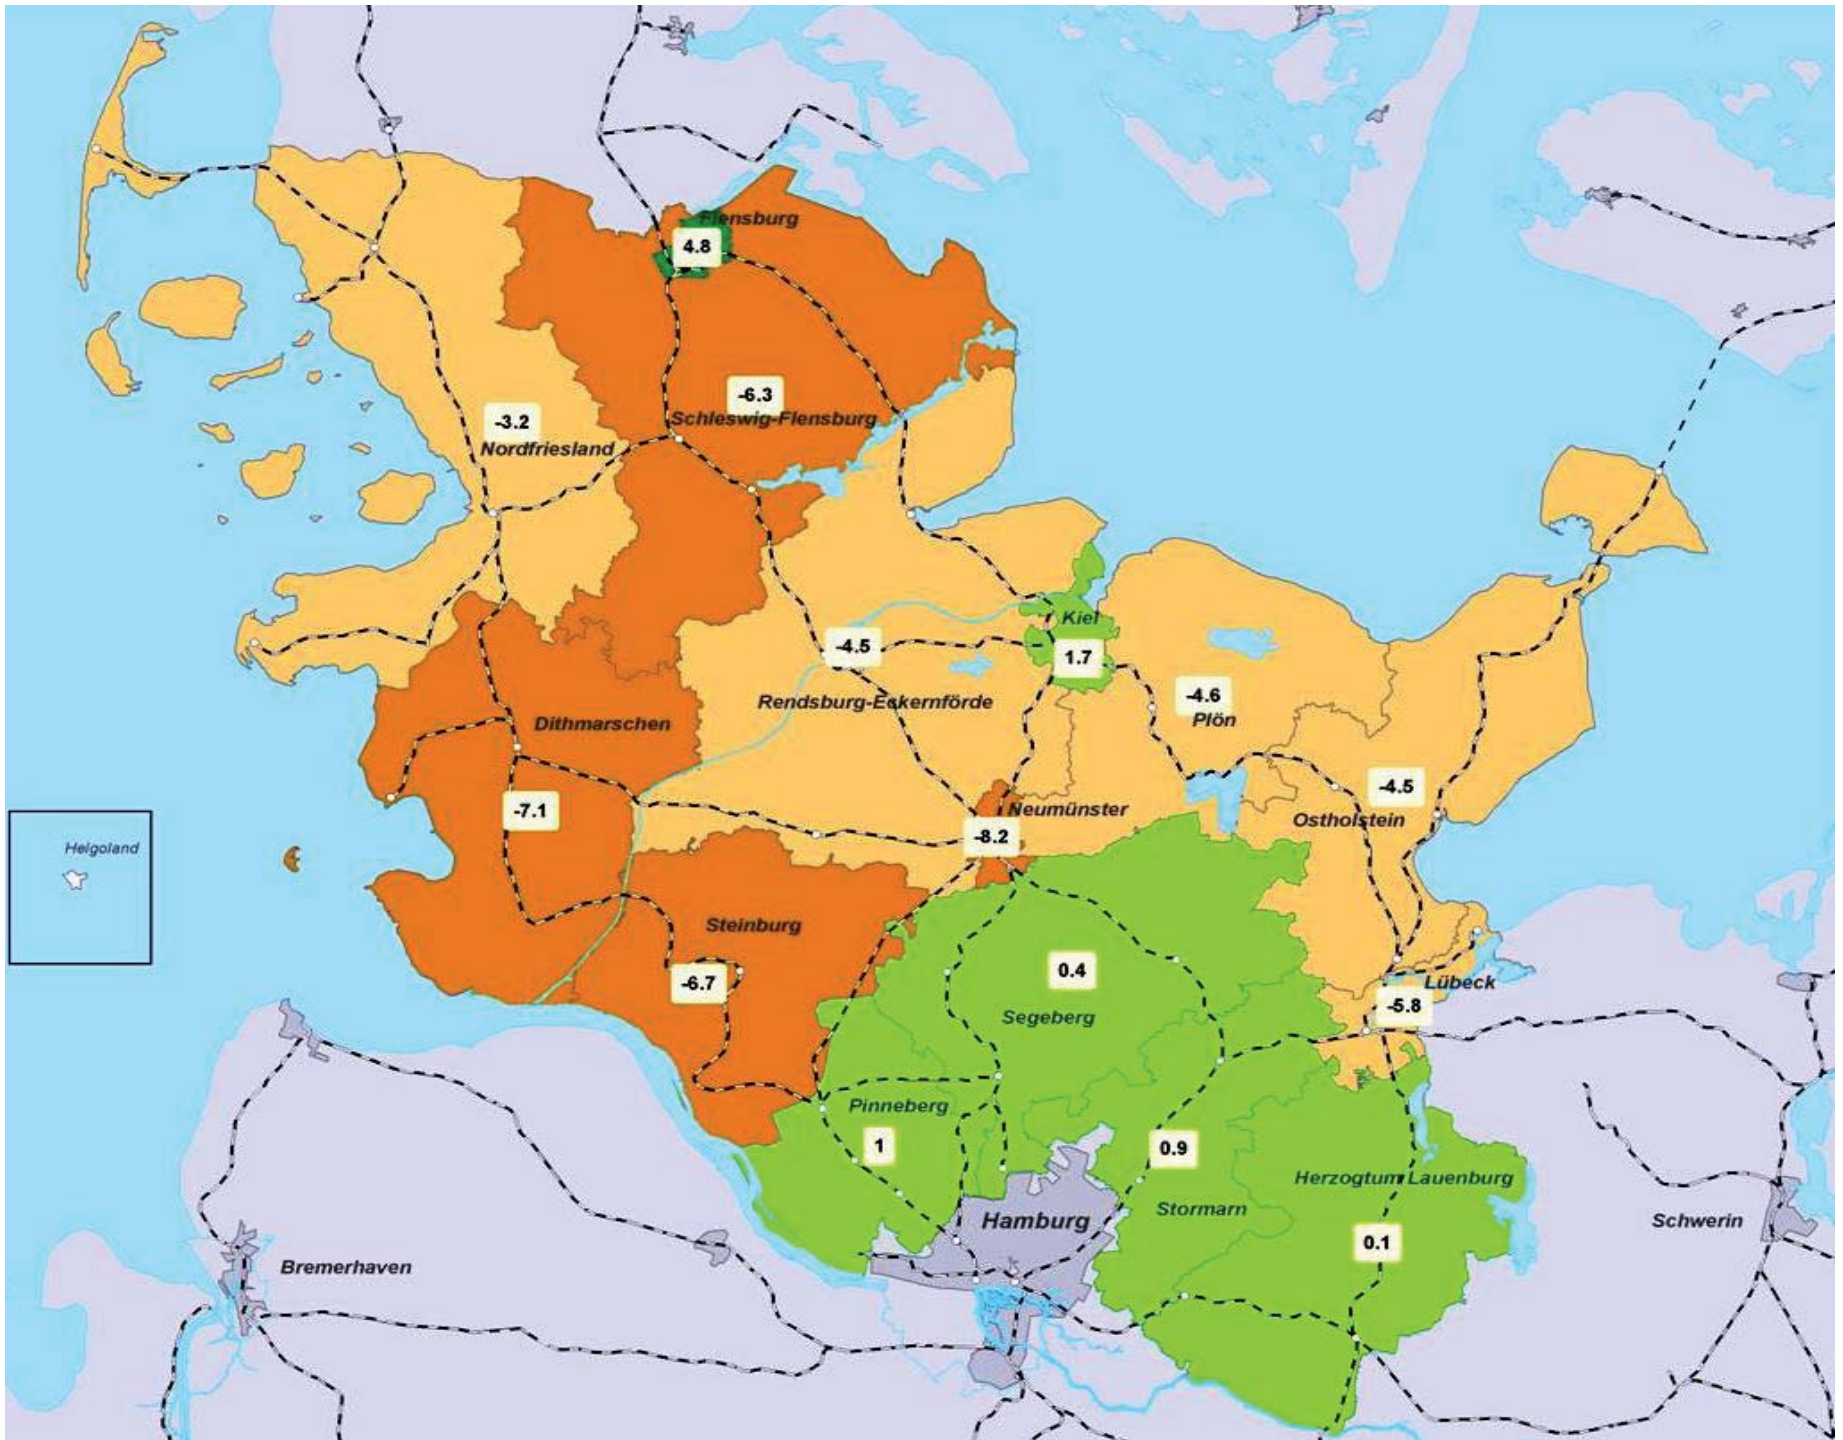 Flensburg
4.8
-6.3
Schleswig-Flensburg
-3.2
Nordfriesland
Kiel
-4.5
1.7
Rendsburg-Eckernförde
-4.6
Plön
Dithmarschen
-7.1
-4.5
Ostholstein
Neumünster
-8.2
Helgoland
Steinburg
-6.7
0.4
Segeberg
Lübeck
-5.8
Pinneberg
1
0.9
Stormarn
Herzogtum Lauenburg
0.1
Hamburg
Schwerin
Bremerhaven